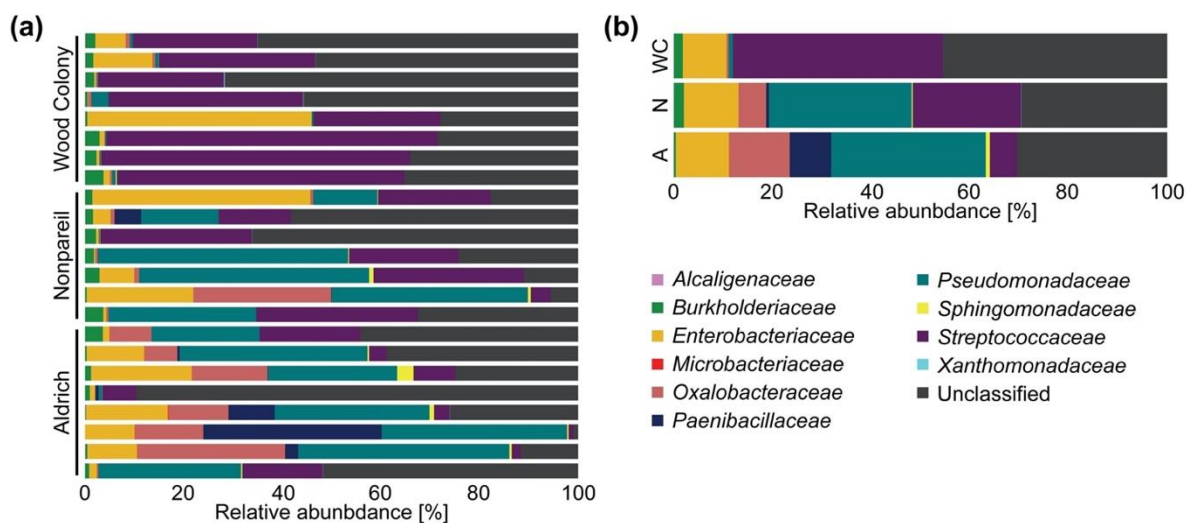 (a)
Wood Colony
Nonpareil
Aldrich
0 20 40 60 80 100
Relative abunbdance [%]
(b)
WC
N
A
0 20 40 60 80 100
Relative abunbdance [%]
Alcaligenaceae
Burkholderiaceae
Enterobacteriaceae
Microbacteriaceae
Oxalobacteraceae
Paenibacillaceae
Pseudomonadaceae
Sphingomonadaceae
Streptococcaceae
Xanthomonadaceae
Unclassified